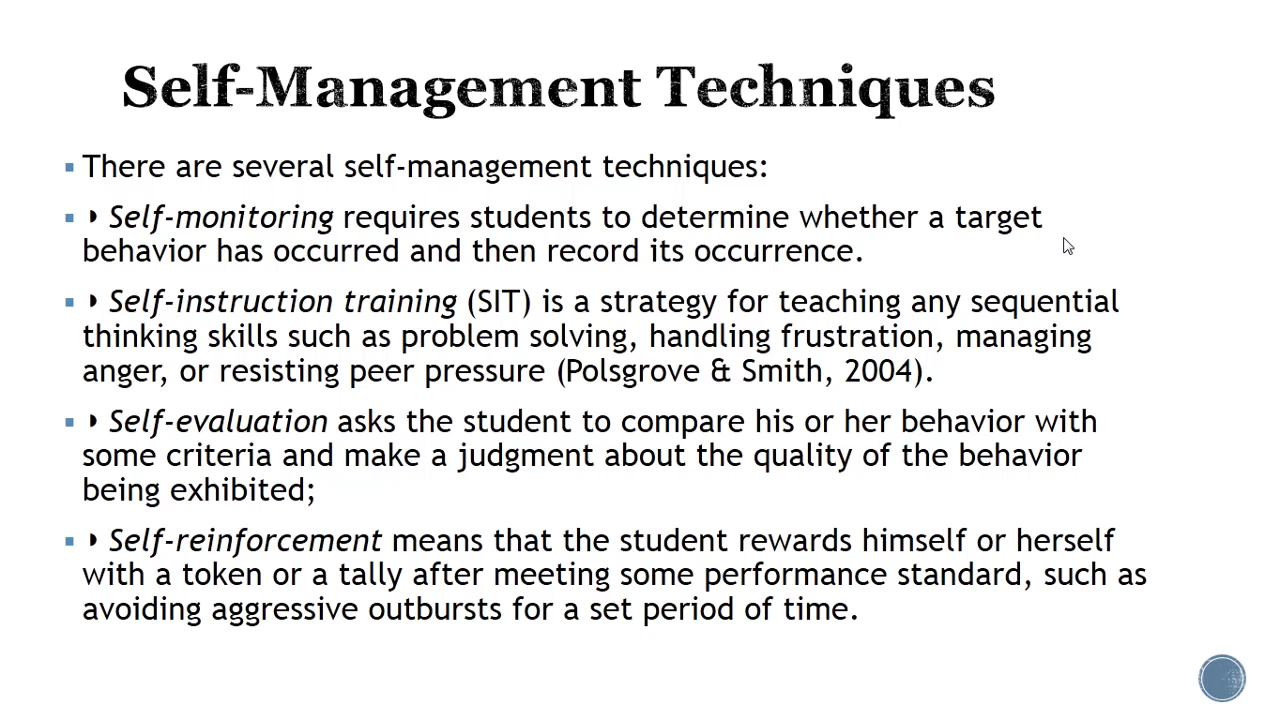 Self-Management Techniques
▪ There are several self-management techniques:
▪ ◗ Self-monitoring requires students to determine whether a target
behavior has occurred and then record its occurrence.
▪ ◗ Self-instruction training (SIT) is a strategy for teaching any sequential
thinking skills such as problem solving, handling frustration, managing
anger, or resisting peer pressure (Polsgrove & Smith, 2004).
▪ ◗ Self-evaluation asks the student to compare his or her behavior with
some criteria and make a judgment about the quality of the behavior
being exhibited;
▪ ◗ Self-reinforcement means that the student rewards himself or herself
with a token or a tally after meeting some performance standard, such as
avoiding aggressive outbursts for a set period of time.